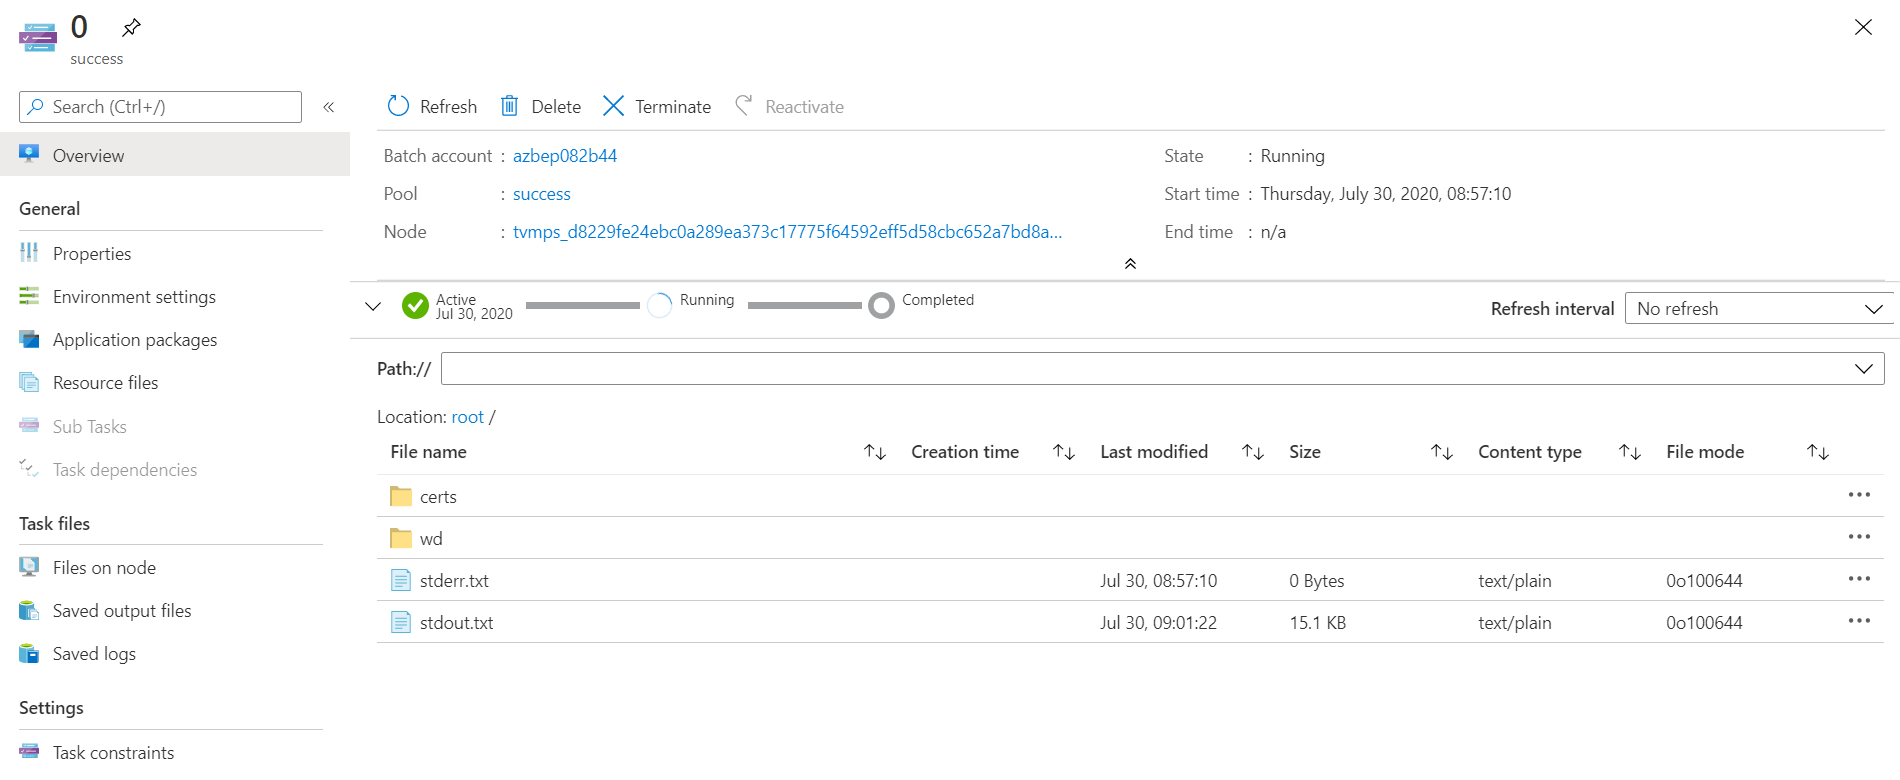 0
success
Search (Ctrl+/)
«
Refresh Delete Terminate Reactivate
Overview
Batch account : azbep082b44 State : Running
Pool : success Start time : Thursday, July 30, 2020, 08:57:10
Node : tvmps_d8229fe24ebc0a289ea373c17775f64592eff5d58cbc652a7bd8a... End time : n/a
General
Properties
Environment settings
Application packages
Resource files
Sub Tasks
Task dependencies
Task files
Files on node
Saved output files
Saved logs
Settings
Task constraints
Active
Jul 30, 2020
Running
Completed
Refresh interval No refresh
Path://
Location: root /
File name Creation time Last modified Size Content type File mode
certs
wd
stderr.txt Jul 30, 08:57:10 0 Bytes text/plain 0o100644
stdout.txt Jul 30, 09:01:22 15.1 KB text/plain 0o100644